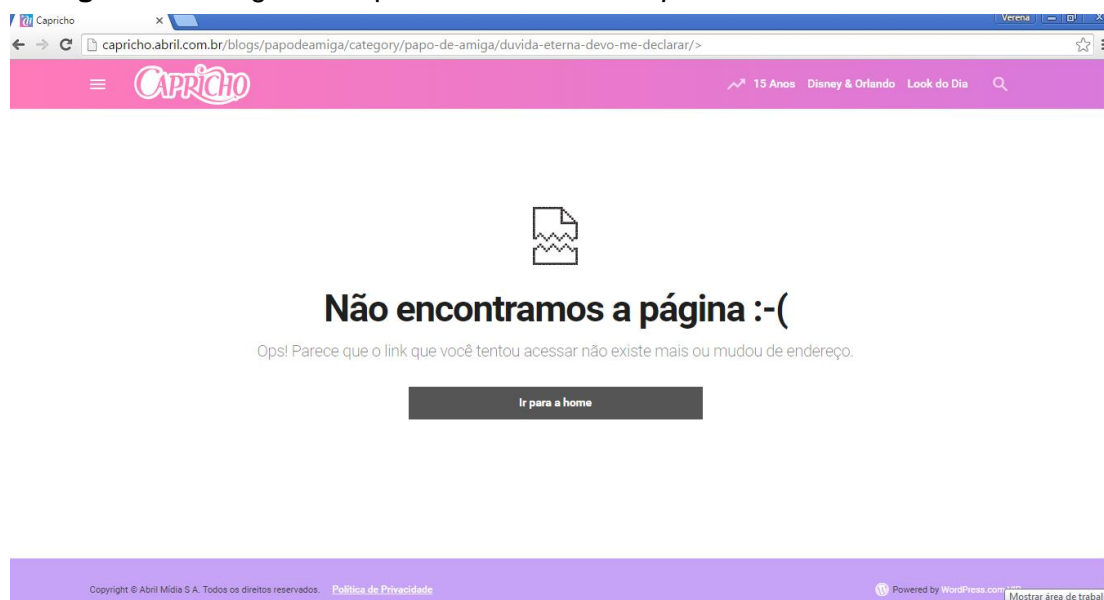 Capricho
Verena
capricho.abril.com.br/blogs/papodeamiga/category/papo-de-amiga/duvida-eterna-devo-me-declarar/>
CAPRICHO 15 Anos Disney & Orlando Look do Dia
Não encontramos a página :-(
Ops! Parece que o link que você tentou acessar não existe mais ou mudou de endereço.
Ir para a home
Copyright © Abril Mídia S A. Todos os direitos reservados. Política de Privacidade Powered by WordPress.com
Mostrar área de trabal